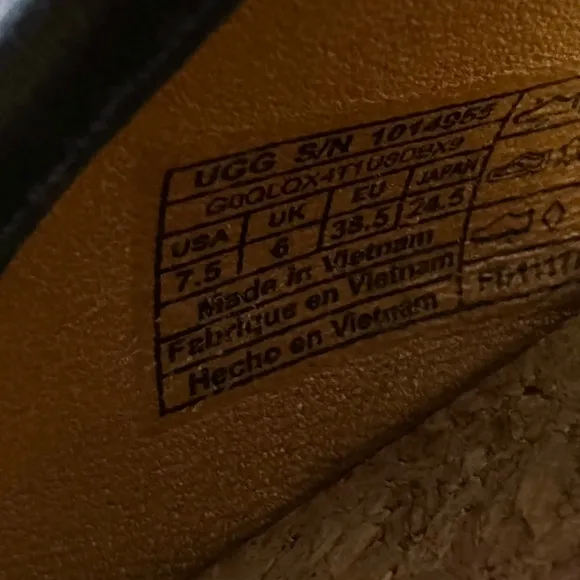 UGG S/N 1014955
USA UK EU JAPAN
7.5 6 38.5 24.5
Made in Vietnam
Fabrique en Vietnam
Hecho en Vietnam